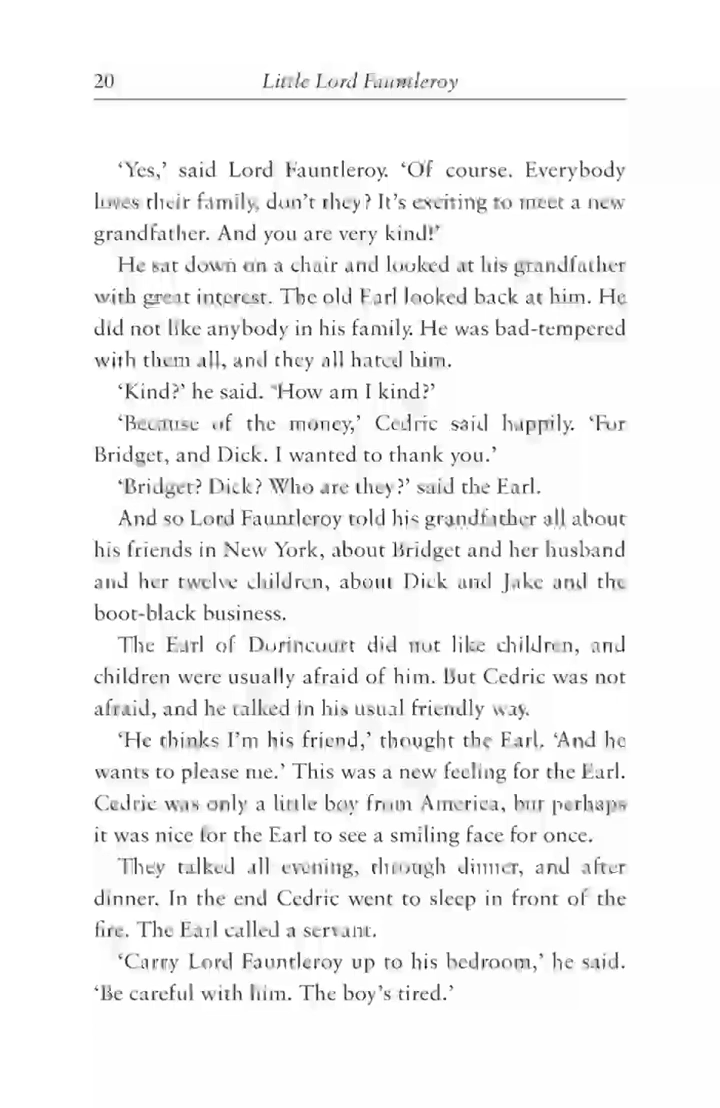 20 Little Lord Fauntleroy
‘Yes,’ said Lord Fauntleroy. ‘Of course. Everybody
loves their family, don’t they? It’s exciting to meet a new
grandfather. And you are very kind!’
He sat down on a chair and looked at his grandfather
with great interest. The old Earl looked back at him. He
did not like anybody in his family. He was bad-tempered
with them all, and they all hated him.
‘Kind?’ he said. ‘How am I kind?’
‘Because of the money,’ Cedric said happily. ‘For
Bridget, and Dick. I wanted to thank you.’
‘Bridget? Dick? Who are they?’ said the Earl.
And so Lord Fauntleroy told his grandfather all about
his friends in New York, about Bridget and her husband
and her twelve children, about Dick and Jake and the
boot-black business.
The Earl of Dorincourt did not like children, and
children were usually afraid of him. But Cedric was not
afraid, and he talked in his usual friendly way.
‘He thinks I’m his friend,’ thought the Earl. ‘And he
wants to please me.’ This was a new feeling for the Earl.
Cedric was only a little boy from America, but perhaps
it was nice for the Earl to see a smiling face for once.
They talked all evening, through dinner, and after
dinner. In the end Cedric went to sleep in front of the
fire. The Earl called a servant.
‘Carry Lord Fauntleroy up to his bedroom,’ he said.
‘Be careful with him. The boy’s tired.’